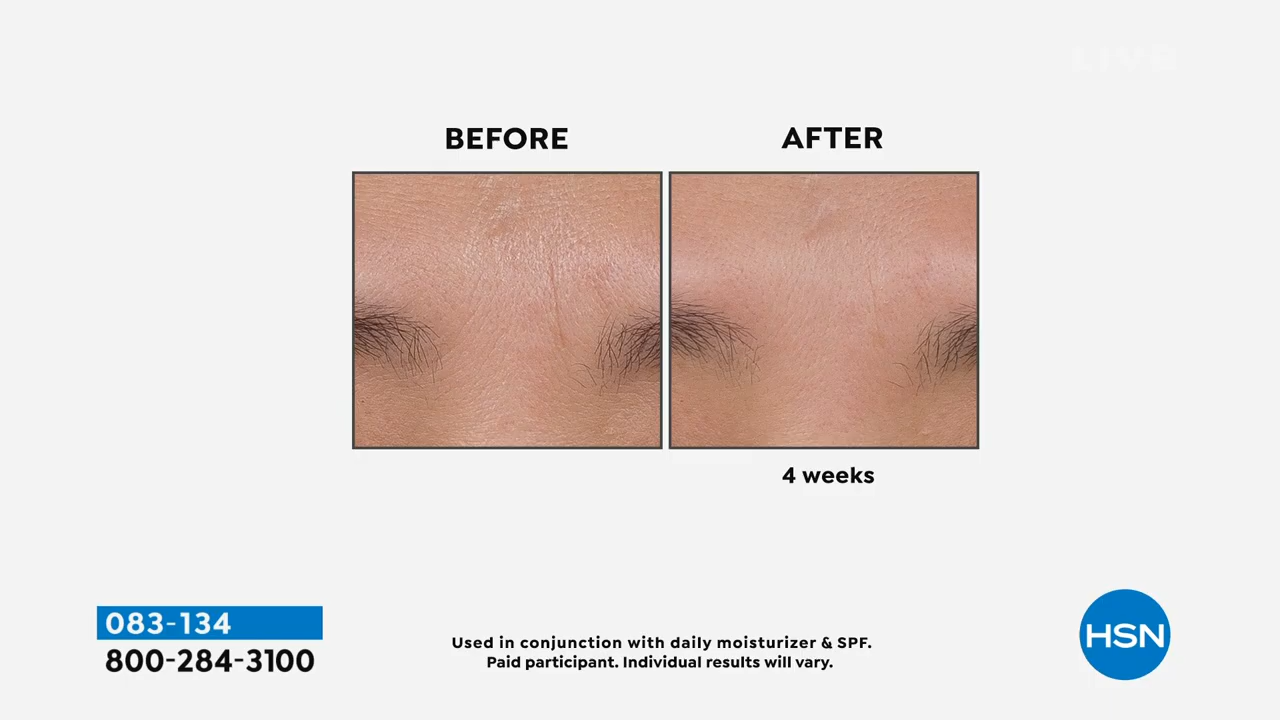 LIVE
BEFORE
AFTER
4 weeks
083-134
800-284-3100
Used in conjunction with daily moisturizer & SPF.
Paid participant. Individual results will vary.
HSN